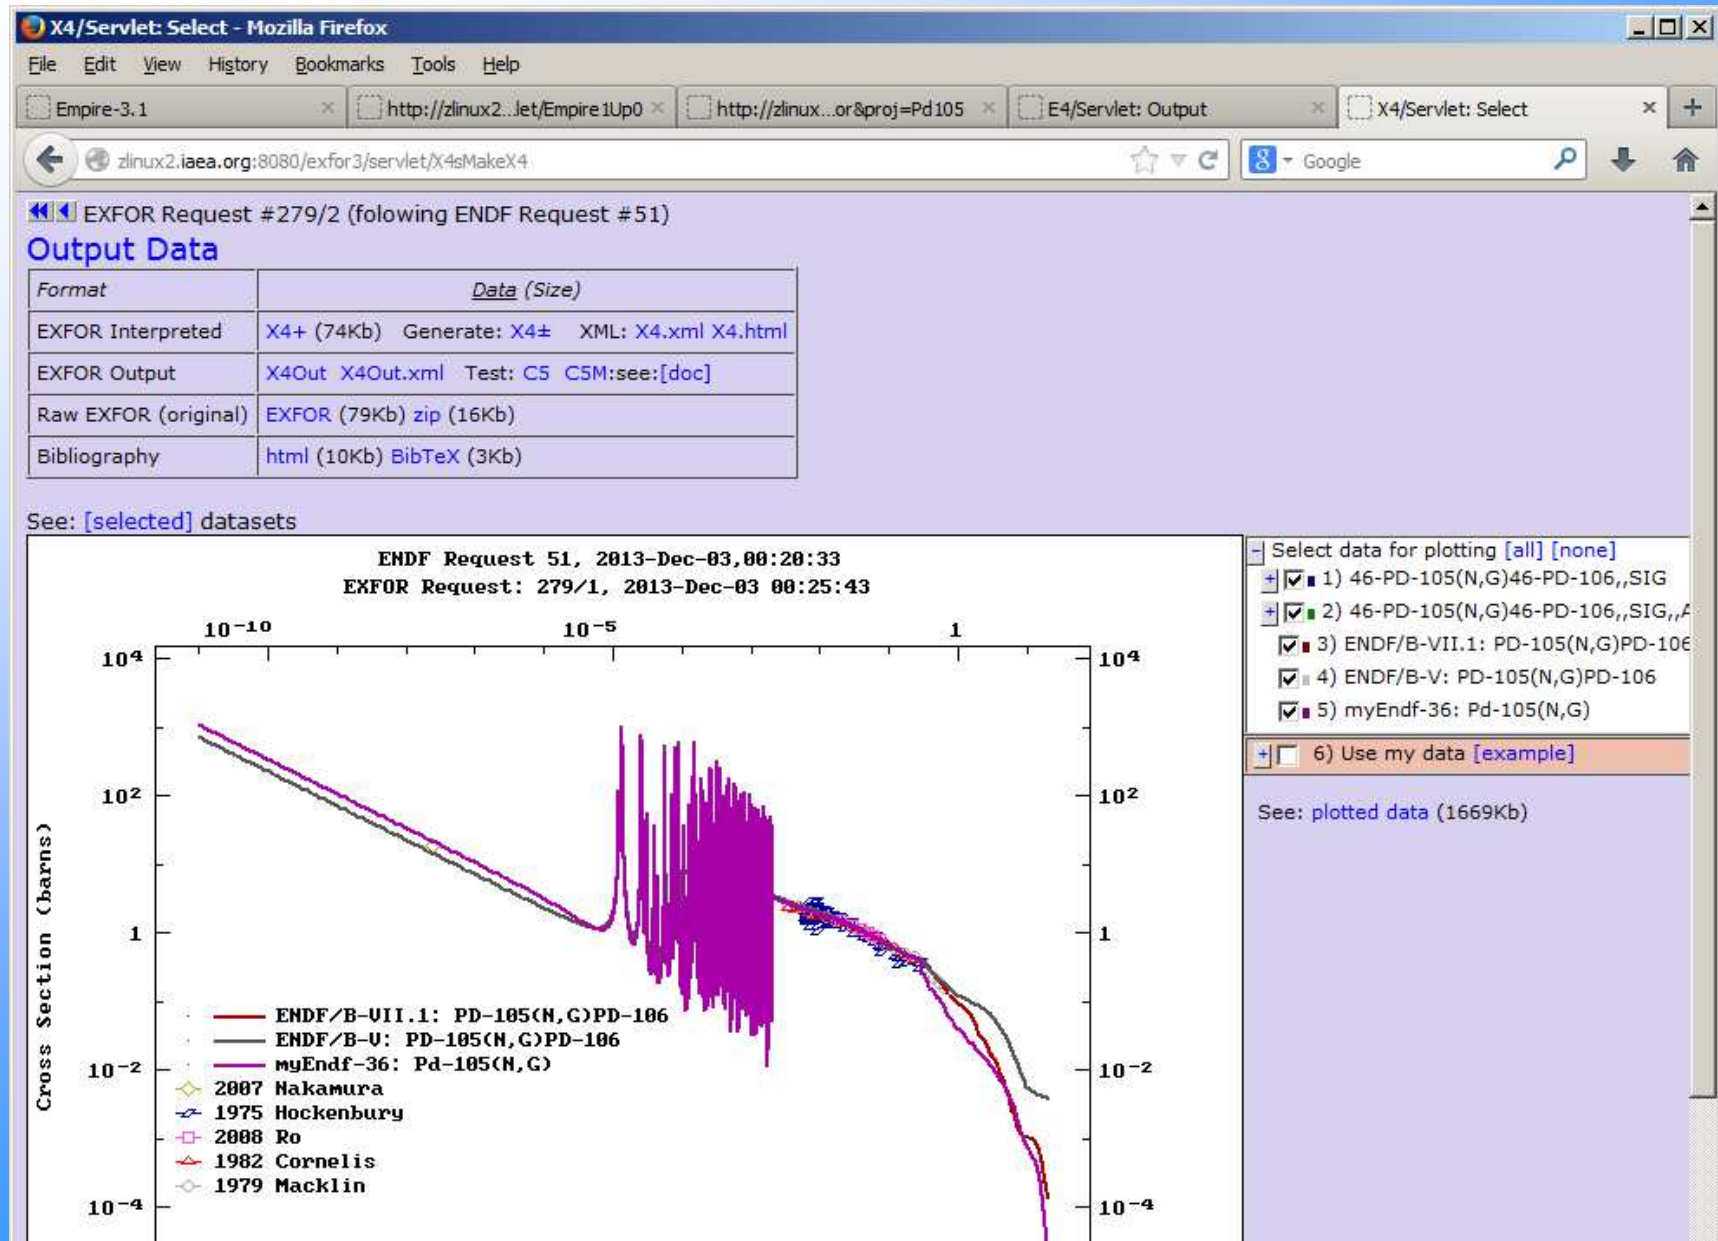 X4/Servlet: Select - Mozilla Firefox
File Edit View History Bookmarks Tools Help
Empire-3.1 http://zlinux2...let/Empire1Up0 http://zlinux...or&proj=Pd105 E4/Servlet: Output X4/Servlet: Select
zlinux2.iaea.org:8080/exfor3/servlet/X4sMakeX4 Google
EXFOR Request #279/2 (folowing ENDF Request #51)
Output Data
Format Data (Size)
EXFOR Interpreted X4+ (74Kb) Generate: X4± XML: X4.xml X4.html
EXFOR Output X4Out X4Out.xml Test: C5 C5M:see:[doc]
Raw EXFOR (original) EXFOR (79Kb) zip (16Kb)
Bibliography html (10Kb) BibTeX (3Kb)
See: [selected] datasets
ENDF Request 51, 2013-Dec-03,00:20:33
EXFOR Request: 279/1, 2013-Dec-03 00:25:43
10-10 10-5 1
104 104
102 102
1 1
10-2 10-2
10-4 10-4
Cross Section (barns)
ENDF/B-VII.1: PD-105(N,G)PD-106
ENDF/B-V: PD-105(N,G)PD-106
myEndf-36: Pd-105(N,G)
2007 Nakamura
1975 Hockenbury
2008 Ro
1982 Cornelis
1979 Macklin
Select data for plotting [all] [none]
1) 46-PD-105(N,G)46-PD-106,,SIG
2) 46-PD-105(N,G)46-PD-106,,SIG,,A
3) ENDF/B-VII.1: PD-105(N,G)PD-106
4) ENDF/B-V: PD-105(N,G)PD-106
5) myEndf-36: Pd-105(N,G)
6) Use my data [example]
See: plotted data (1669Kb)